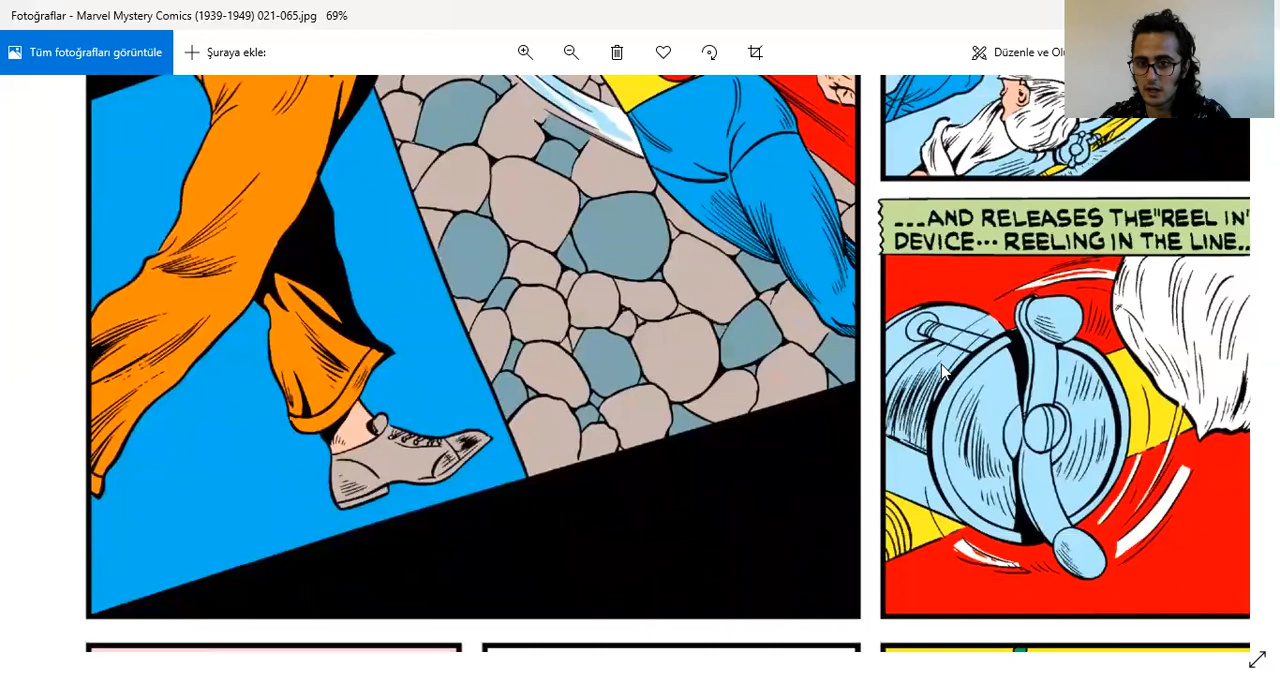 Fotoğraflar - Marvel Mystery Comics (1939-1949) 021-065.jpg 69%
Tüm fotoğrafları görüntüle
Şuraya ekle:
Düzenle ve Ol
...AND RELEASES THE "REEL IN"
DEVICE... REELING IN THE LINE..